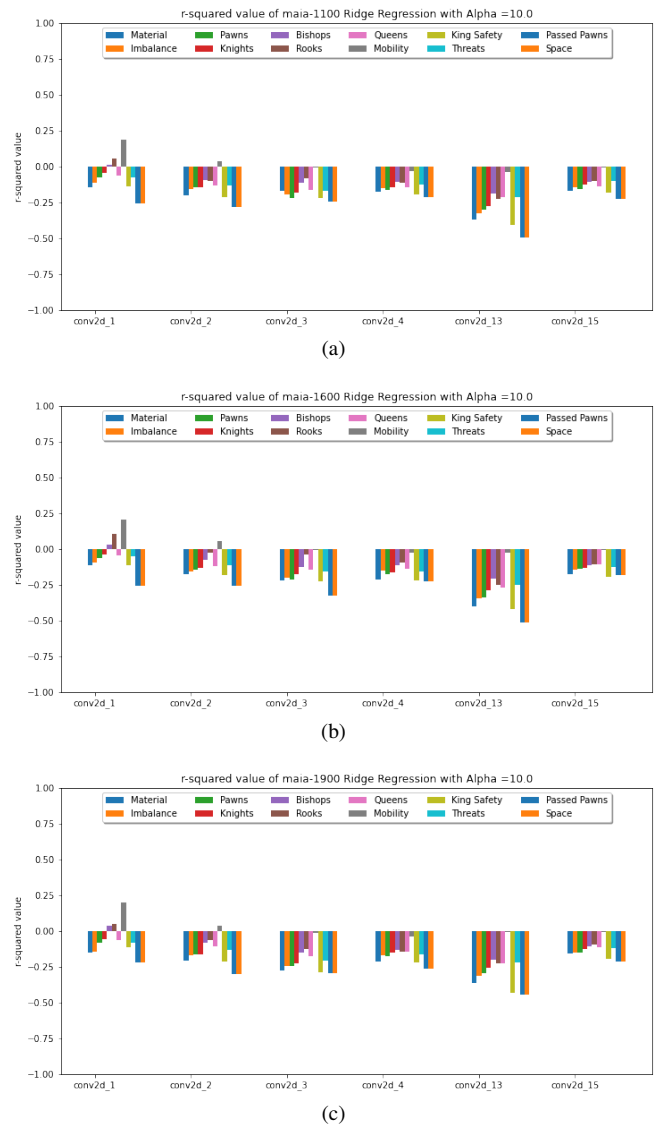 r-squared value of maia-1100 Ridge Regression with Alpha =10.0
1.00
Material Pawns Bishops Queens King Safety Passed Pawns
Imbalance Knights Rooks Mobility Threats Space
0.75
0.50
0.25
r-squared value
0.00
−0.25
−0.50
−0.75
−1.00
conv2d_1 conv2d_2 conv2d_3 conv2d_4 conv2d_13 conv2d_15
(a)
r-squared value of maia-1600 Ridge Regression with Alpha =10.0
1.00
Material Pawns Bishops Queens King Safety Passed Pawns
Imbalance Knights Rooks Mobility Threats Space
0.75
0.50
0.25
r-squared value
0.00
−0.25
−0.50
−0.75
−1.00
conv2d_1 conv2d_2 conv2d_3 conv2d_4 conv2d_13 conv2d_15
(b)
r-squared value of maia-1900 Ridge Regression with Alpha =10.0
1.00
Material Pawns Bishops Queens King Safety Passed Pawns
Imbalance Knights Rooks Mobility Threats Space
0.75
0.50
0.25
r-squared value
0.00
−0.25
−0.50
−0.75
−1.00
conv2d_1 conv2d_2 conv2d_3 conv2d_4 conv2d_13 conv2d_15
(c)